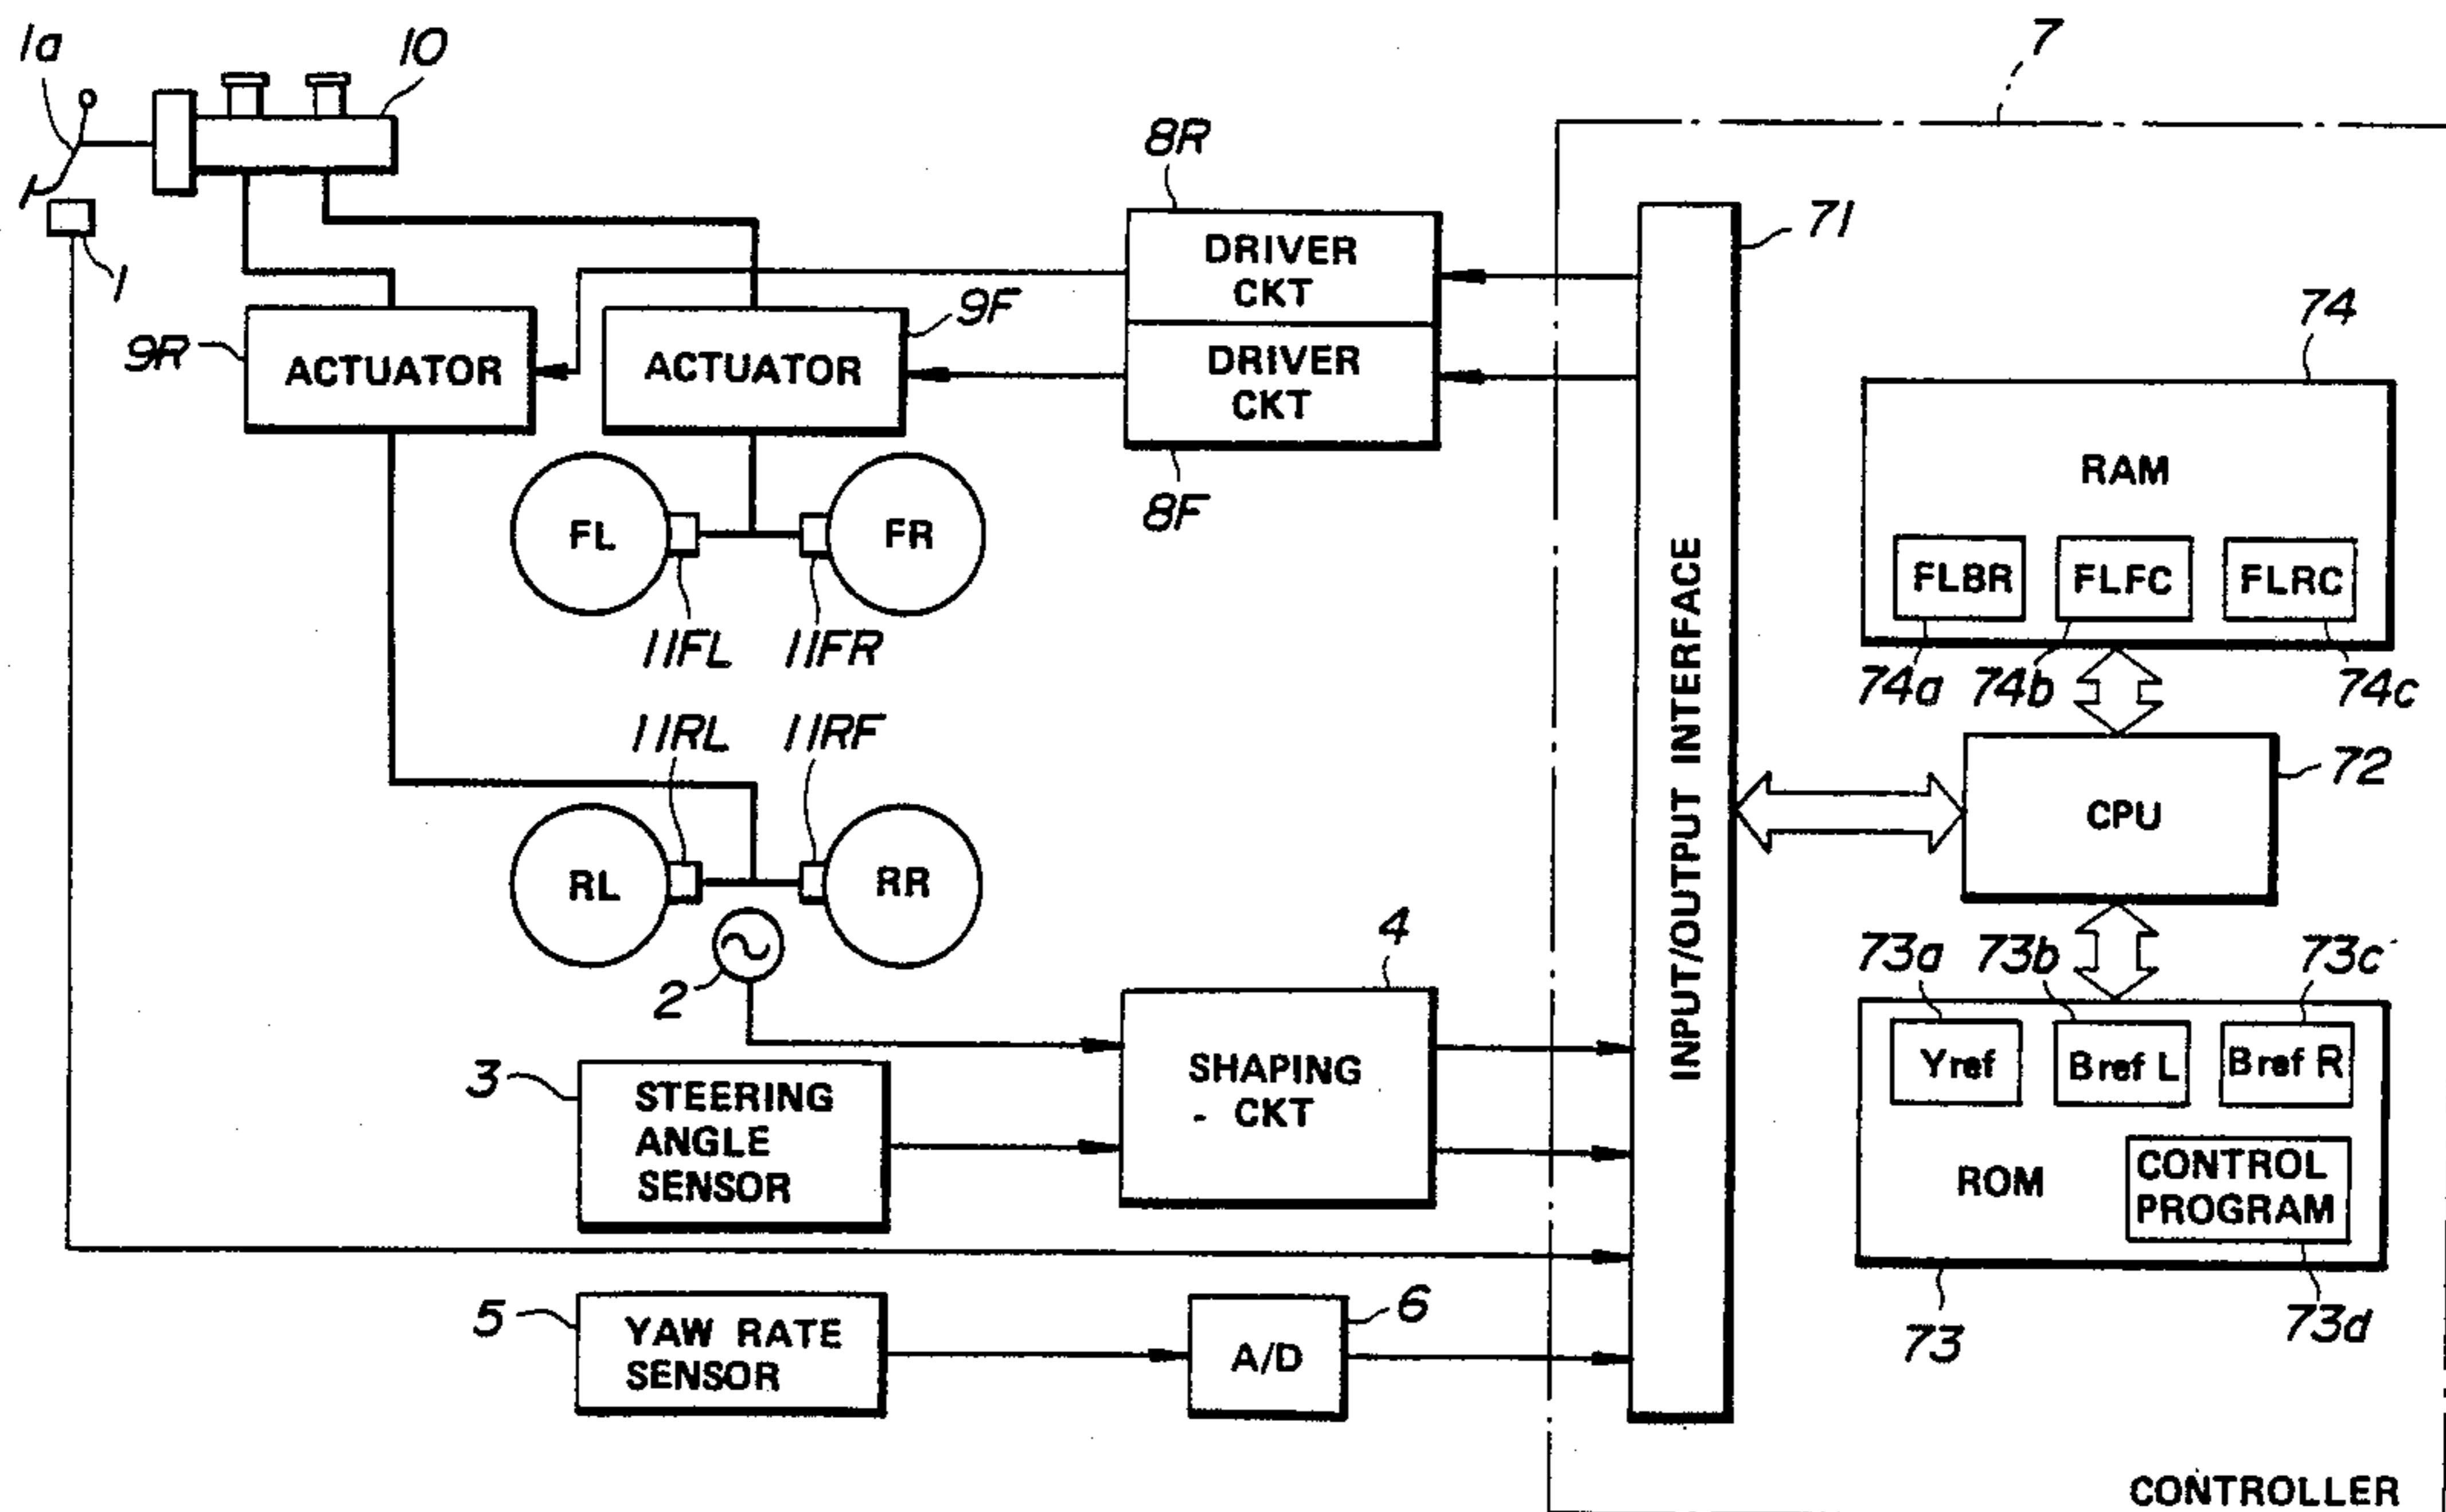 1a
10
7
8R
71
DRIVER
CKT
1
9F
74
9R
ACTUATOR
ACTUATOR
DRIVER
CKT
RAM
8F
FL
FR
FLBR
FLFC
FLRC
11FL
11FR
74a
74b
74c
11RL
11RF
72
INPUT/OUTPUT INTERFACE
CPU
RL
RR
4
73a
73b
73c
2
3
STEERING
ANGLE
SENSOR
SHAPING
CKT
Yref
Bref L
Bref R
ROM
CONTROL
PROGRAM
5
YAW RATE
SENSOR
6
A/D
73
73d
CONTROLLER